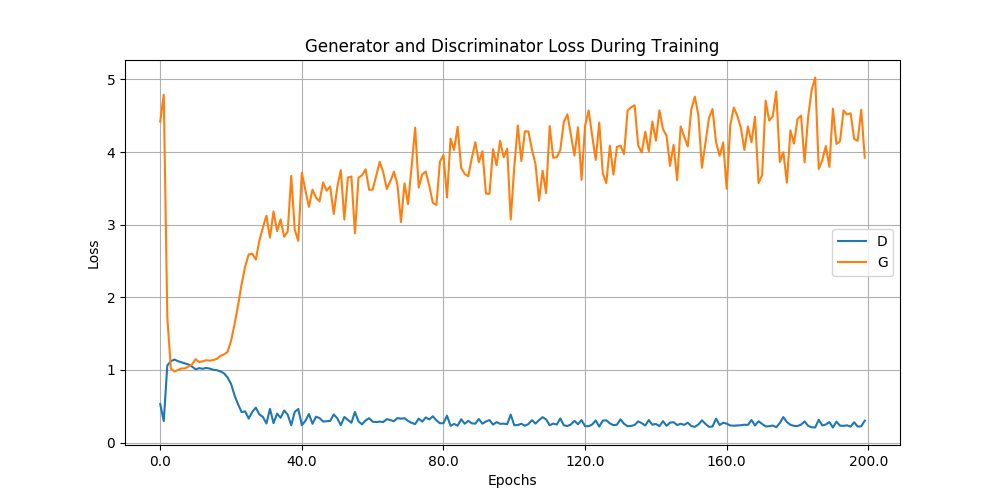 Generator and Discriminator Loss During Training
5
4
3
2
1
0
Loss
D
G
0.0 40.0 80.0 120.0 160.0 200.0
Epochs